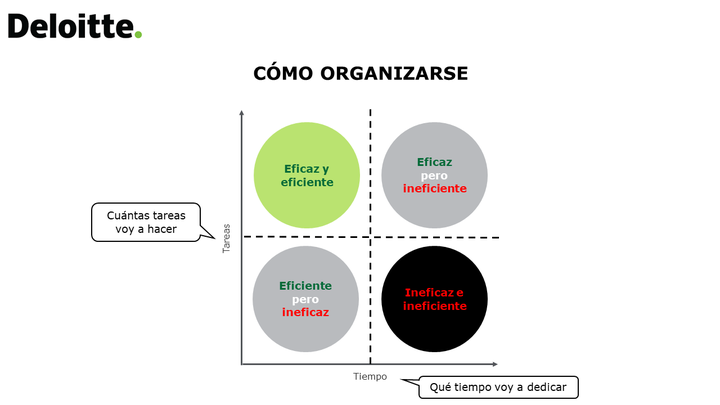 Deloitte.
CÓMO ORGANIZARSE
Eficaz y
eficiente
Eficaz
pero
ineficiente
Cuántas tareas
voy a hacer
Tareas
Eficiente
pero
ineficaz
Ineficaz e
ineficiente
Tiempo
Qué tiempo voy a dedicar